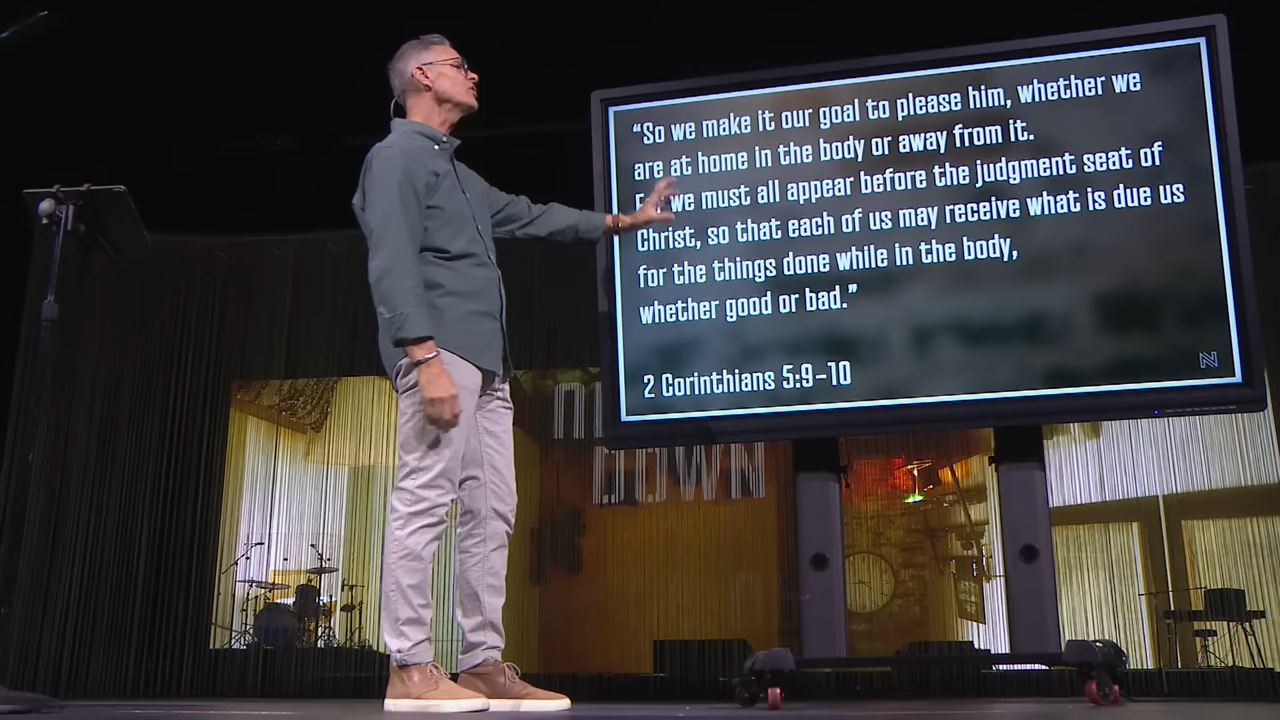 “So we make it our goal to please him, whether we
are at home in the body or away from it.
For we must all appear before the judgment seat of
Christ, so that each of us may receive what is due us
for the things done while in the body,
whether good or bad.”
2 Corinthians 5:9-10
N
DOWN